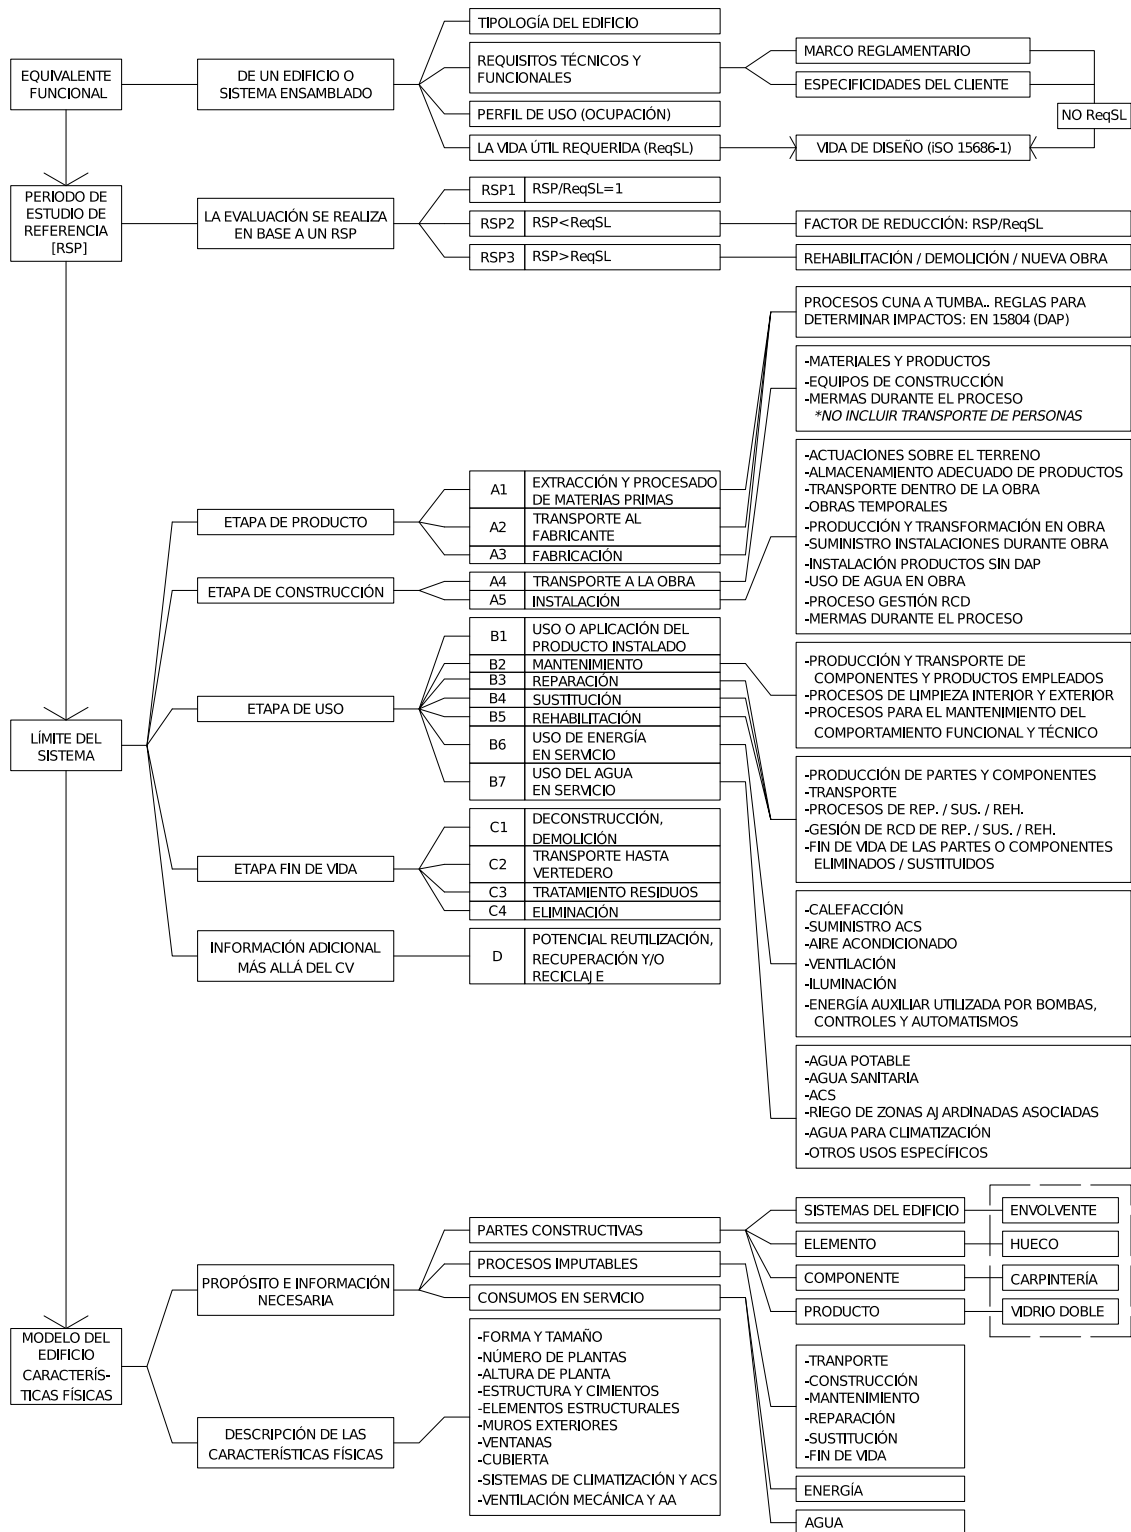 EQUIVALENTE
FUNCIONAL
DE UN EDIFICIO O
SISTEMA ENSAMBLADO
TIPOLOGÍA DEL EDIFICIO
REQUISITOS TÉCNICOS Y
FUNCIONALES
MARCO REGLAMENTARIO
ESPECIFICIDADES DEL CLIENTE
NO ReqSL
PERFIL DE USO (OCUPACIÓN)
LA VIDA ÚTIL REQUERIDA (ReqSL)
VIDA DE DISEÑO (iSO 15686-1)
PERIODO DE
ESTUDIO DE
REFERENCIA
[RSP]
LA EVALUACIÓN SE REALIZA
EN BASE A UN RSP
RSP1 RSP/ReqSL=1
RSP2 RSP<ReqSL
FACTOR DE REDUCCIÓN: RSP/ReqSL
RSP3 RSP>ReqSL
REHABILITACIÓN / DEMOLICIÓN / NUEVA OBRA
LÍMITE DEL
SISTEMA
ETAPA DE PRODUCTO
A1 EXTRACCIÓN Y PROCESADO
DE MATERIAS PRIMAS
A2 TRANSPORTE AL
FABRICANTE
A3 FABRICACIÓN
PROCESOS CUNA A TUMBA.. REGLAS PARA
DETERMINAR IMPACTOS: EN 15804 (DAP)
ETAPA DE CONSTRUCCIÓN
A4 TRANSPORTE A LA OBRA
A5 INSTALACIÓN
-MATERIALES Y PRODUCTOS
-EQUIPOS DE CONSTRUCCIÓN
-MERMAS DURANTE EL PROCESO
*NO INCLUIR TRANSPORTE DE PERSONAS
-ACTUACIONES SOBRE EL TERRENO
-ALMACENAMIENTO ADECUADO DE PRODUCTOS
-TRANSPORTE DENTRO DE LA OBRA
-OBRAS TEMPORALES
-PRODUCCIÓN Y TRANSFORMACIÓN EN OBRA
-SUMINISTRO INSTALACIONES DURANTE OBRA
-INSTALACIÓN PRODUCTOS SIN DAP
-USO DE AGUA EN OBRA
-PROCESO GESTIÓN RCD
-MERMAS DURANTE EL PROCESO
ETAPA DE USO
B1 USO O APLICACIÓN DEL
PRODUCTO INSTALADO
B2 MANTENIMIENTO
B3 REPARACIÓN
B4 SUSTITUCIÓN
B5 REHABILITACIÓN
B6 USO DE ENERGÍA
EN SERVICIO
B7 USO DEL AGUA
EN SERVICIO
-PRODUCCIÓN Y TRANSPORTE DE
COMPONENTES Y PRODUCTOS EMPLEADOS
-PROCESOS DE LIMPIEZA INTERIOR Y EXTERIOR
-PROCESOS PARA EL MANTENIMIENTO DEL
COMPORTAMIENTO FUNCIONAL Y TÉCNICO
-PRODUCCIÓN DE PARTES Y COMPONENTES
-TRANSPORTE
-PROCESOS DE REP. / SUS. / REH.
-GESIÓN DE RCD DE REP. / SUS. / REH.
-FIN DE VIDA DE LAS PARTES O COMPONENTES
ELIMINADOS / SUSTITUIDOS
-CALEFACCIÓN
-SUMINISTRO ACS
-AIRE ACONDICIONADO
-VENTILACIÓN
-ILUMINACIÓN
-ENERGÍA AUXILIAR UTILIZADA POR BOMBAS,
CONTROLES Y AUTOMATISMOS
-AGUA POTABLE
-AGUA SANITARIA
-ACS
-RIEGO DE ZONAS AJARDINADAS ASOCIADAS
-AGUA PARA CLIMATIZACIÓN
-OTROS USOS ESPECÍFICOS
ETAPA FIN DE VIDA
C1 DECONSTRUCCIÓN,
DEMOLICIÓN
C2 TRANSPORTE HASTA
VERTEDERO
C3 TRATAMIENTO RESIDUOS
C4 ELIMINACIÓN
INFORMACIÓN ADICIONAL
MÁS ALLÁ DEL CV
D POTENCIAL REUTILIZACIÓN,
RECUPERACIÓN Y/O
RECICLAJE
MODELO DEL
EDIFICIO
CARACTERÍS-
TICAS FÍSICAS
PROPÓSITO E INFORMACIÓN
NECESARIA
PARTES CONSTRUCTIVAS
PROCESOS IMPUTABLES
CONSUMOS EN SERVICIO
SISTEMAS DEL EDIFICIO
ENVOLVENTE
ELEMENTO
HUECO
COMPONENTE
CARPINTERÍA
PRODUCTO
VIDRIO DOBLE
-TRANPORTE
-CONSTRUCCIÓN
-MANTENIMIENTO
-REPARACIÓN
-SUSTITUCIÓN
-FIN DE VIDA
ENERGÍA
AGUA
DESCRIPCIÓN DE LAS
CARACTERÍSTICAS FÍSICAS
-FORMA Y TAMAÑO
-NÚMERO DE PLANTAS
-ALTURA DE PLANTA
-ESTRUCTURA Y CIMIENTOS
-ELEMENTOS ESTRUCTURALES
-MUROS EXTERIORES
-VENTANAS
-CUBIERTA
-SISTEMAS DE CLIMATIZACIÓN Y ACS
-VENTILACIÓN MECÁNICA Y AA